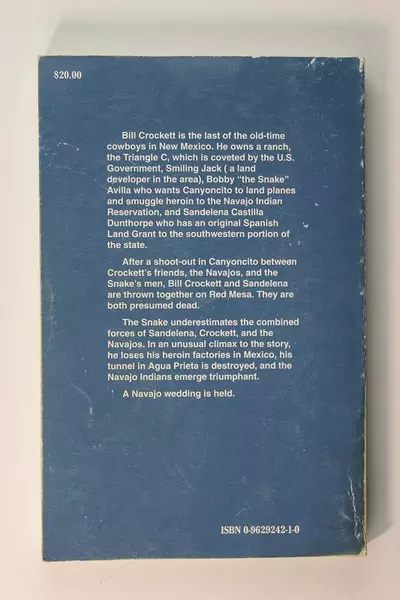 $20.00
Bill Crockett is the last of the old-time
cowboys in New Mexico. He owns a ranch,
the Triangle C, which is coveted by the U.S.
Government, Smiling Jack ( a land
developer in the area), Bobby "the Snake"
Avilla who wants Canyoncito to land planes
and smuggle heroin to the Navajo Indian
Reservation, and Sandelena Castilla
Dunthorpe who has an original Spanish
Land Grant to the southwestern portion of
the state.
After a shoot-out in Canyoncito between
Crockett's friends, the Navajos, and the
Snake's men, Bill Crockett and Sandelena
are thrown together on Red Mesa. They are
both presumed dead.
The Snake underestimates the combined
forces of Sandelena, Crockett, and the
Navajos. In an unusual climax to the story,
he loses his heroin factories in Mexico, his
tunnel in Agua Prieta is destroyed, and the
Navajo Indians emerge triumphant.
A Navajo wedding is held.
ISBN 0-9629242-1-0